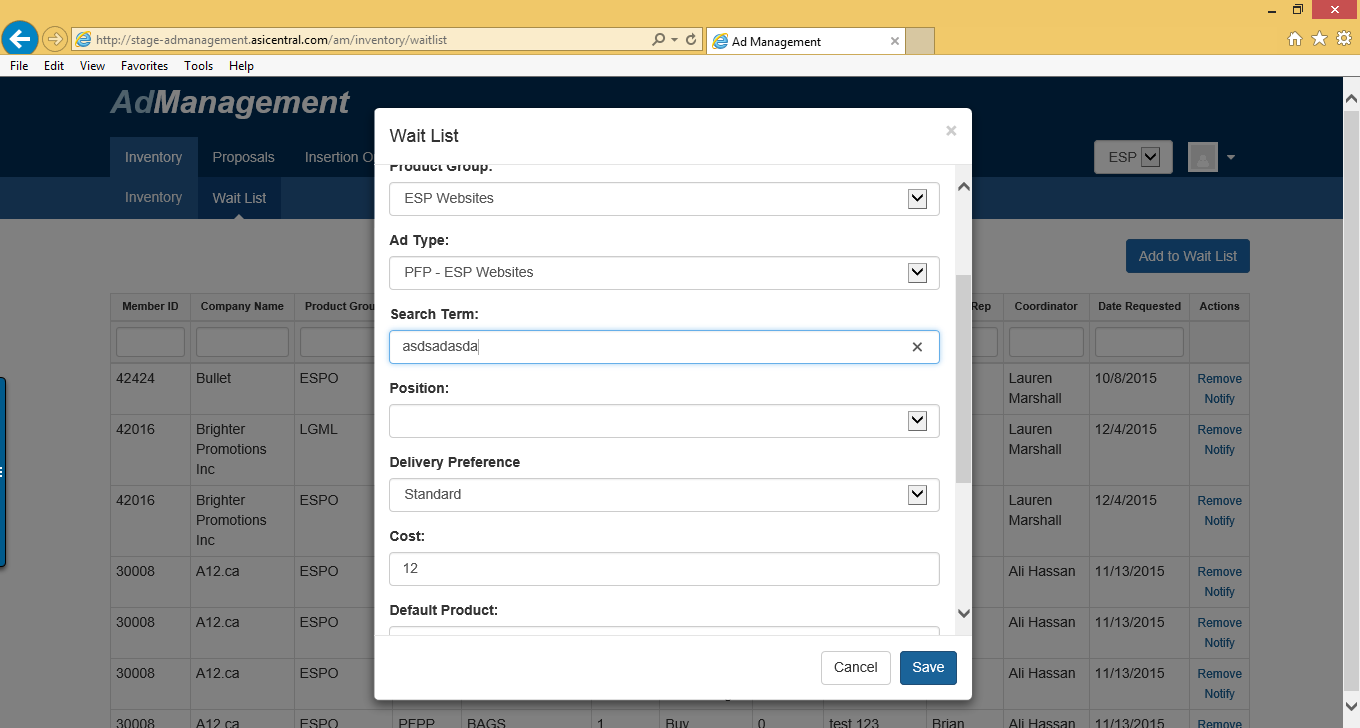 http://stage-admanagement.asicentral.com/am/inventory/waitlist
Ad Management
File Edit View Favorites Tools Help
AdManagement
Inventory Proposals Insertion O
ESP
Inventory Wait List
Add to Wait List
Wait List
Product Group:
ESP Websites
Ad Type:
PFP - ESP Websites
Search Term:
asdsadasda
Position:
Delivery Preference
Standard
Cost:
12
Default Product:
Cancel Save
Member ID Company Name Product Grou Rep Coordinator Date Requested Actions
42424 Bullet ESPO Lauren Marshall 10/8/2015 Remove Notify
42016 Brighter Promotions Inc LGML Lauren Marshall 12/4/2015 Remove Notify
42016 Brighter Promotions Inc ESPO Lauren Marshall 12/4/2015 Remove Notify
30008 A12.ca ESPO Ali Hassan 11/13/2015 Remove Notify
30008 A12.ca ESPO Ali Hassan 11/13/2015 Remove Notify
30008 A12.ca ESPO Ali Hassan 11/13/2015 Remove Notify
30008 A12.ca ESPO PFPP BAGS 1 Buy 0 test 123 Brian Ali Hassan 11/13/2015 Remove